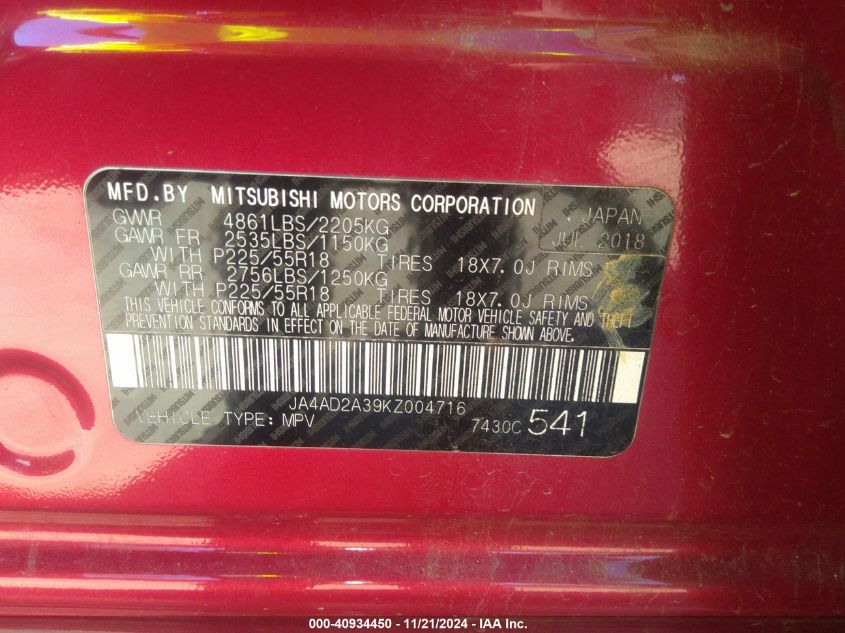 MFD.BY MITSUBISHI MOTORS CORPORATION
GVWR 4861LBS/2205KG JAPAN
GAWR FR 2535LBS/1150KG JUL 2018
WITH P225/55R18 TIRES 18X7.0J RIMS
GAWR RR 2756LBS/1250KG
WITH P225/55R18 TIRES 18X7.0J RIMS
THIS VEHICLE CONFORMS TO ALL APPLICABLE FEDERAL MOTOR VEHICLE SAFETY AND THEFT
PREVENTION STANDARDS IN EFFECT ON THE DATE OF MANUFACTURE SHOWN ABOVE.
JA4AD2A39KZ004716
VEHICLE TYPE: MPV 7430C 541
000-40934450 - 11/21/2024 - IAA Inc.